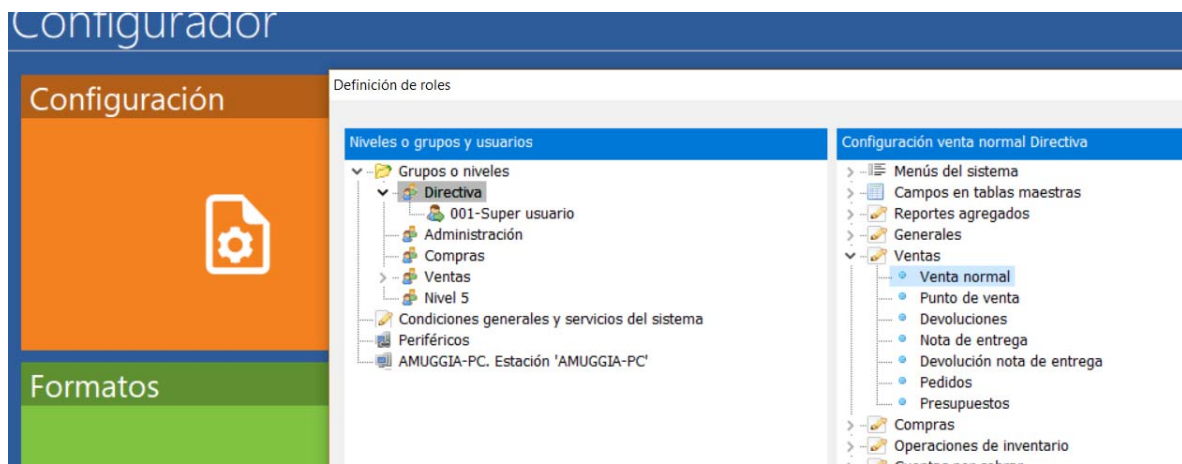 Configurador
Configuración
Formatos
Definición de roles
Niveles o grupos y usuarios
Grupos o niveles
Directiva
001-Super usuario
Administración
Compras
Ventas
Nivel 5
Condiciones generales y servicios del sistema
Periféricos
AMUGGIA-PC. Estación 'AMUGGIA-PC'
Configuración venta normal Directiva
Menús del sistema
Campos en tablas maestras
Reportes agregados
Generales
Ventas
Venta normal
Punto de venta
Devoluciones
Nota de entrega
Devolución nota de entrega
Pedidos
Presupuestos
Compras
Operaciones de inventario
Cuentas por cobrar